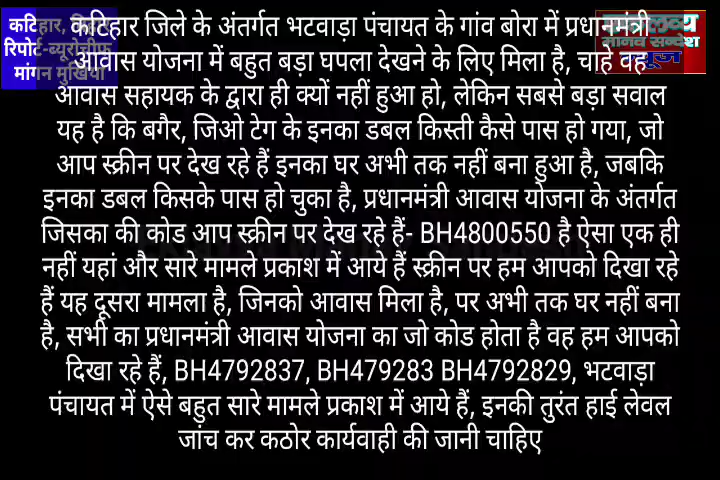 कटिहार जिले के अंतर्गत भटवाड़ा पंचायत के गांव बोरा में प्रधानमंत्री
आवास योजना में बहुत बड़ा घपला देखने के लिए मिला है, चाहे वह
आवास सहायक के द्वारा ही क्यों नहीं हुआ हो, लेकिन सबसे बड़ा सवाल
यह है कि बगैर, जिओ टेग के इनका डबल किस्ती कैसे पास हो गया, जो
आप स्क्रीन पर देख रहे हैं इनका घर अभी तक नहीं बना हुआ है, जबकि
इनका डबल किसके पास हो चुका है, प्रधानमंत्री आवास योजना के अंतर्गत
जिसका की कोड आप स्क्रीन पर देख रहे हैं- BH4800550 है ऐसा एक ही
नहीं यहां और सारे मामले प्रकाश में आये हैं स्क्रीन पर हम आपको दिखा रहे
हैं यह दूसरा मामला है, जिनको आवास मिला है, पर अभी तक घर नहीं बना
है, सभी का प्रधानमंत्री आवास योजना का जो कोड होता है वह हम आपको
दिखा रहे हैं, BH4792837, BH479283 BH4792829, भटवाड़ा
पंचायत में ऐसे बहुत सारे मामले प्रकाश में आये हैं, इनकी तुरंत हाई लेवल
जांच कर कठोर कार्यवाही की जानी चाहिए
कटिहार,
रिपोर्ट-ब्यूरोचीफ
मांगन मुखिया
मानव सन्देश
न्यूज